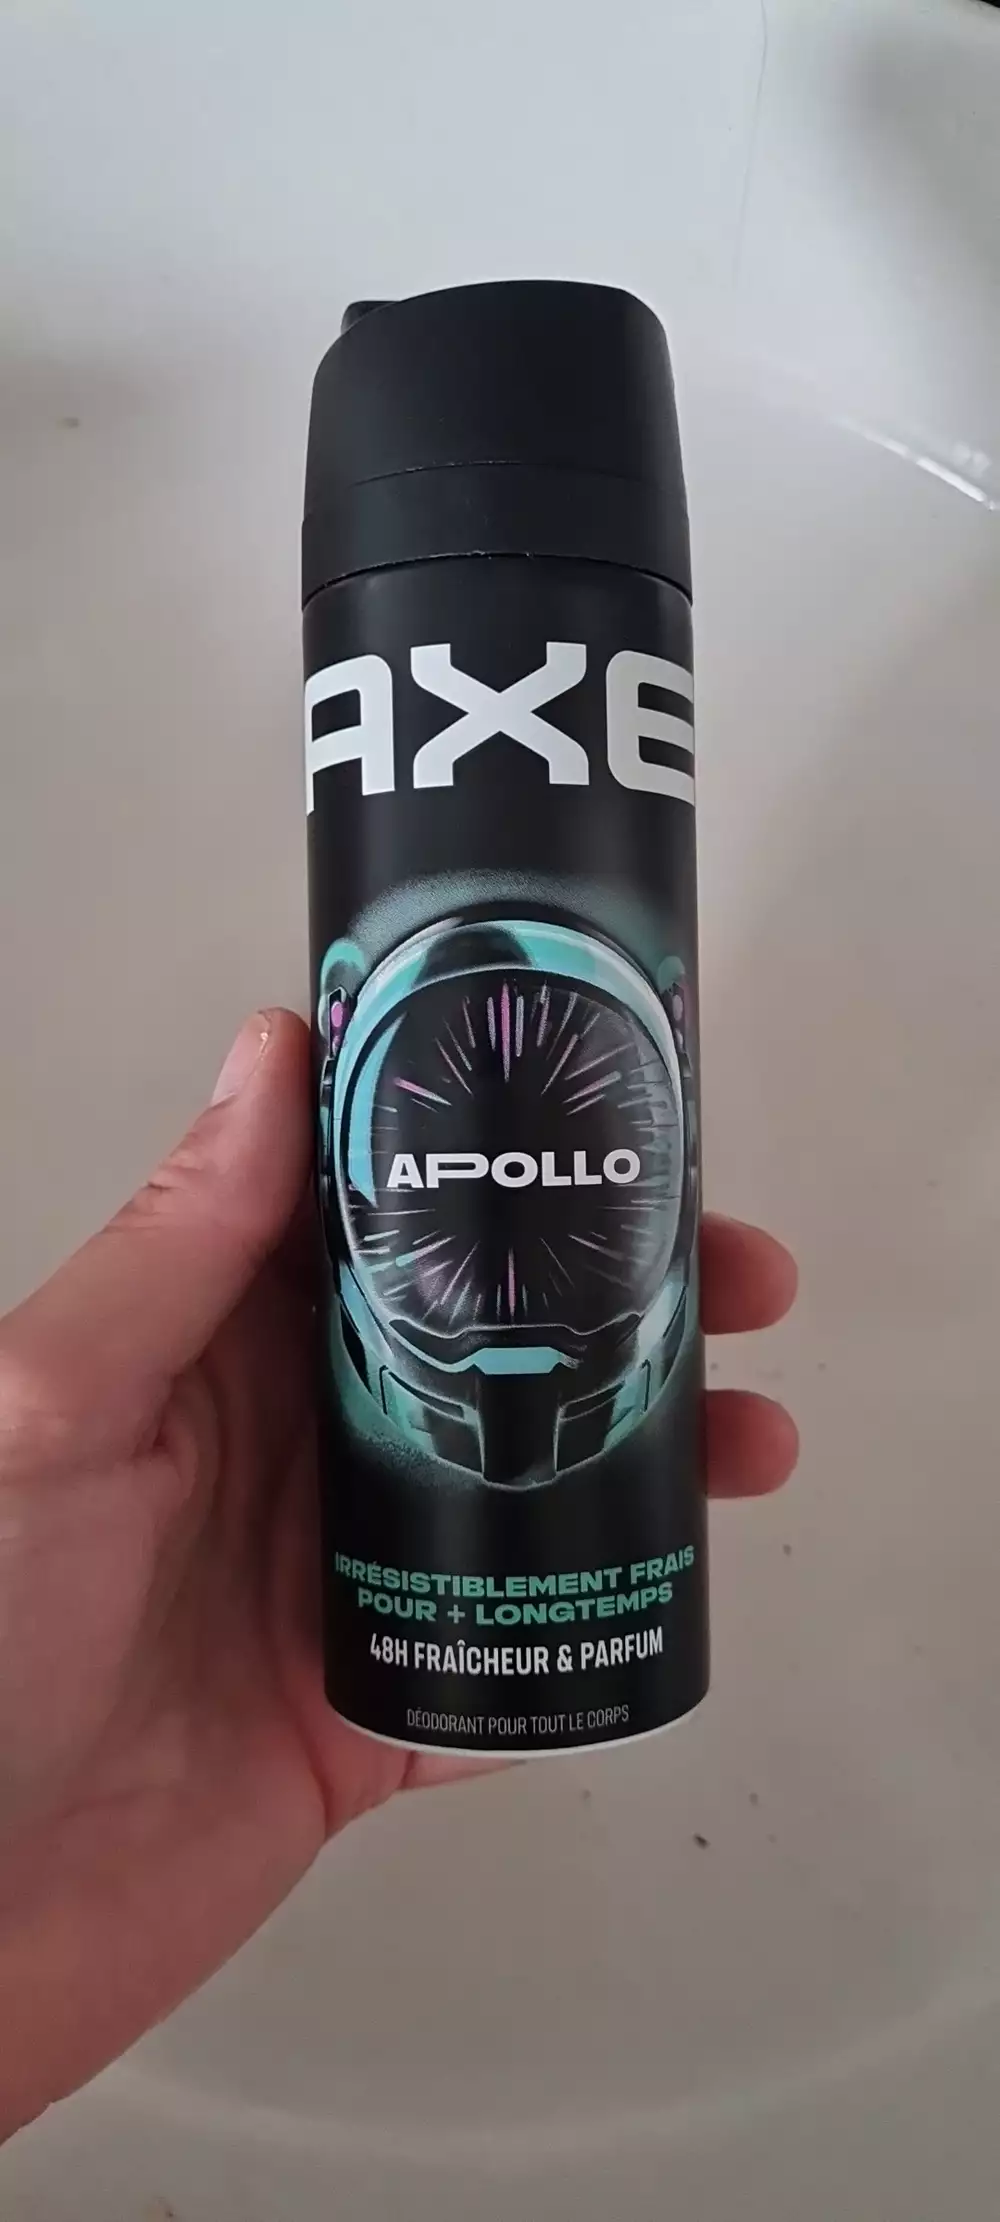 AXE
APOLLO
IRRÉSISTIBLEMENT FRAIS
POUR + LONGTEMPS
48H FRAÎCHEUR & PARFUM
DÉODORANT POUR TOUT LE CORPS